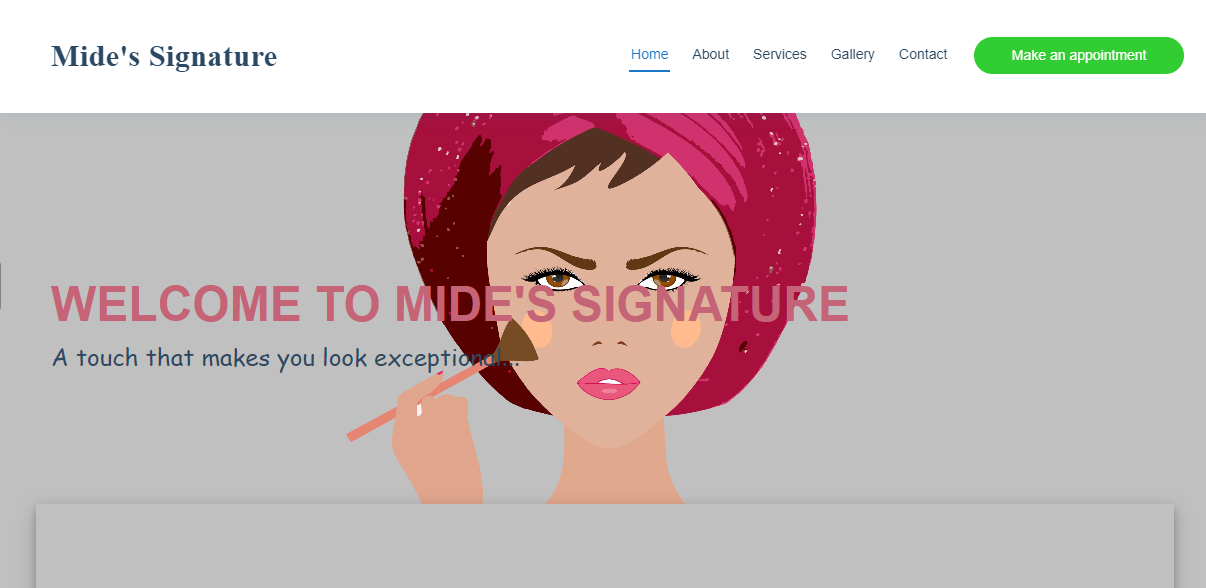 Mide's Signature
Home About Services Gallery Contact Make an appointment
WELCOME TO MIDE'S SIGNATURE
A touch that makes you look exceptional...